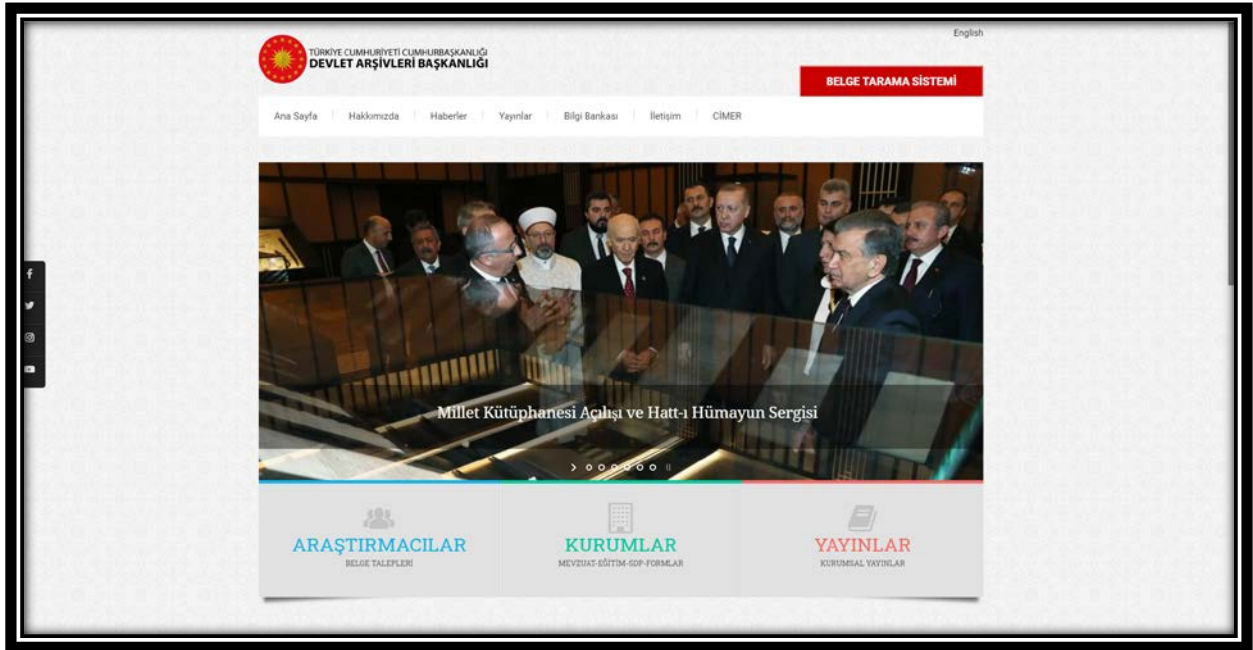 English
TÜRKİYE CUMHURİYETİ CUMHURBAŞKANLIĞI
DEVLET ARŞİVLERİ BAŞKANLIĞI
BELGE TARAMA SİSTEMİ
Ana Sayfa Hakkımızda Haberler Yayınlar Bilgi Bankası İletişim CİMER
Millet Kütüphanesi Açılışı ve Hatt-ı Hümayun Sergisi
ARAŞTIRMACILAR KURUMLAR YAYINLAR
BELGE TALEPLERİ MEVZUAT-EĞİTİM-SDP-FORMLAR KURUMSAL YAYINLAR